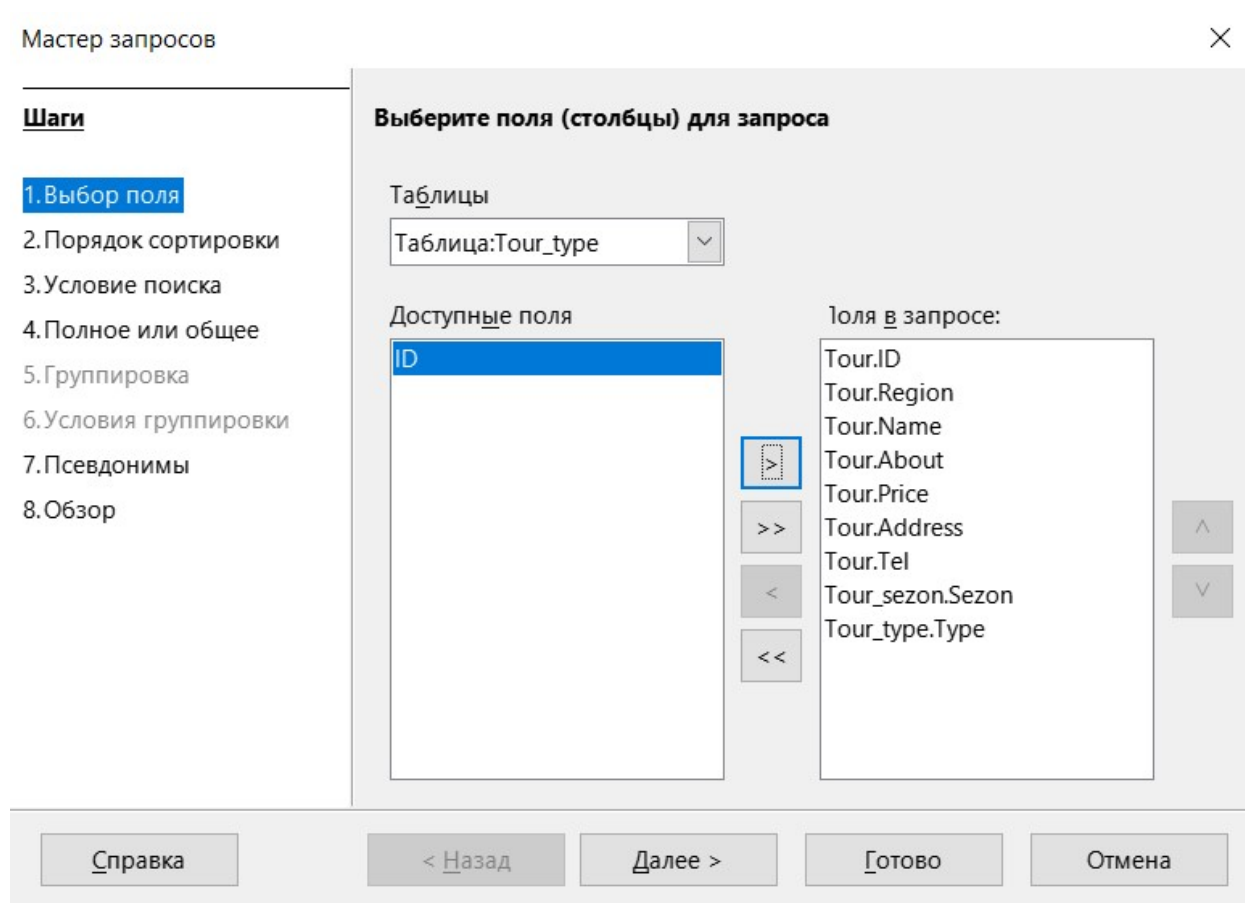 Мастер запросов
Шаги
1.Выбор поля
2.Порядок сортировки
3.Условие поиска
4.Полное или общее
5.Группировка
6.Условия группировки
7.Псевдонимы
8.Обзор
Выберите поля (столбцы) для запроса
Таблицы
Таблица:Tour_type
Доступные поля
ID
>
>>
<
<<
Поля в запросе:
Tour.ID
Tour.Region
Tour.Name
Tour.About
Tour.Price
Tour.Address
Tour.Tel
Tour_sezon.Sezon
Tour_type.Type
Справка
< Назад
Далее >
Готово
Отмена